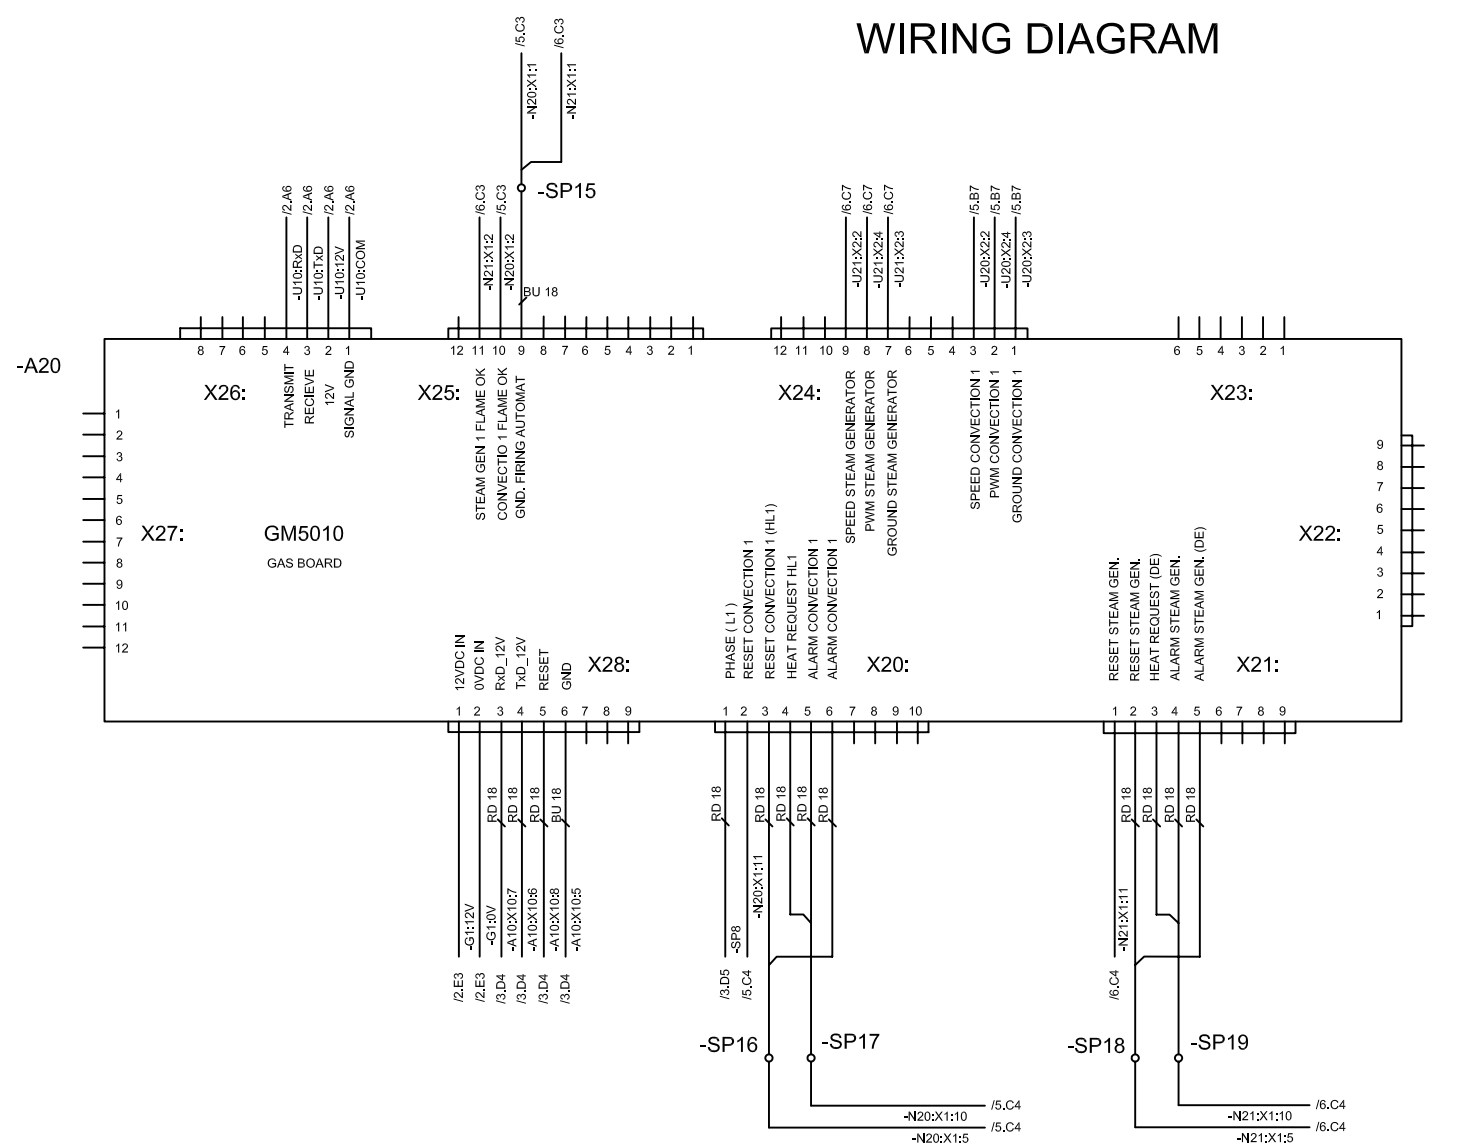 WIRING DIAGRAM
/5.C3
/6.C3
-N20:X1:1
-N21:X1:1
-SP15
/2.A6
/2.A6
/2.A6
/2.A6
-U10:RxD
-U10:TxD
-U10:12V
-U10:COM
/6.C3
/5.C3
-N21:X1:2
-N20:X1:2
BU 18
/6.C7
/6.C7
/6.C7
-U21:X2:2
-U21:X2:4
-U21:X2:3
/5.B7
/5.B7
/5.B7
-U20:X2:2
-U20:X2:4
-U20:X2:3
8 7 6 5 4 3 2 1
12 11 10 9 8 7 6 5 4 3 2 1
12 11 10 9 8 7 6 5 4 3 2 1
6 5 4 3 2 1
-A20
X26:
TRANSMIT
RECIEVE
12V
SIGNAL GND
X25:
STEAM GEN 1 FLAME OK
CONVECTIO 1 FLAME OK
GND. FIRING AUTOMAT
X24:
SPEED STEAM GENERATOR
PWM STEAM GENERATOR
GROUND STEAM GENERATOR
SPEED CONVECTION 1
PWM CONVECTION 1
GROUND CONVECTION 1
X23:
1
2
3
4
5
6
7
8
9
10
11
12
X27:
GM5010
GAS BOARD
X22:
9
8
7
6
5
4
3
2
1
12VDC IN
0VDC IN
RxD_12V
TxD_12V
RESET
GND
X28:
PHASE ( L1 )
RESET CONVECTION 1
RESET CONVECTION 1 (HL1)
HEAT REQUEST HL1
ALARM CONVECTION 1
ALARM CONVECTION 1
X20:
RESET STEAM GEN.
RESET STEAM GEN.
HEAT REQUEST (DE)
ALARM STEAM GEN.
ALARM STEAM GEN. (DE)
X21:
1 2 3 4 5 6 7 8 9
1 2 3 4 5 6 7 8 9 10
1 2 3 4 5 6 7 8 9
RD 18
RD 18
RD 18
BU 18
-G1:12V
-G1:0V
-A10:X10:7
-A10:X10:6
-A10:X10:8
-A10:X10:5
/2.E3
/2.E3
/3.D4
/3.D4
/3.D4
/3.D4
RD 18
RD 18
RD 18
RD 18
RD 18
-SP8
-N20:X1:11
/3.D5
/5.C4
RD 18
RD 18
RD 18
RD 18
-N21:X1:11
/6.C4
-SP16
-SP17
-SP18
-SP19
/5.C4
-N20:X1:10
/5.C4
-N20:X1:5
/6.C4
-N21:X1:10
/6.C4
-N21:X1:5